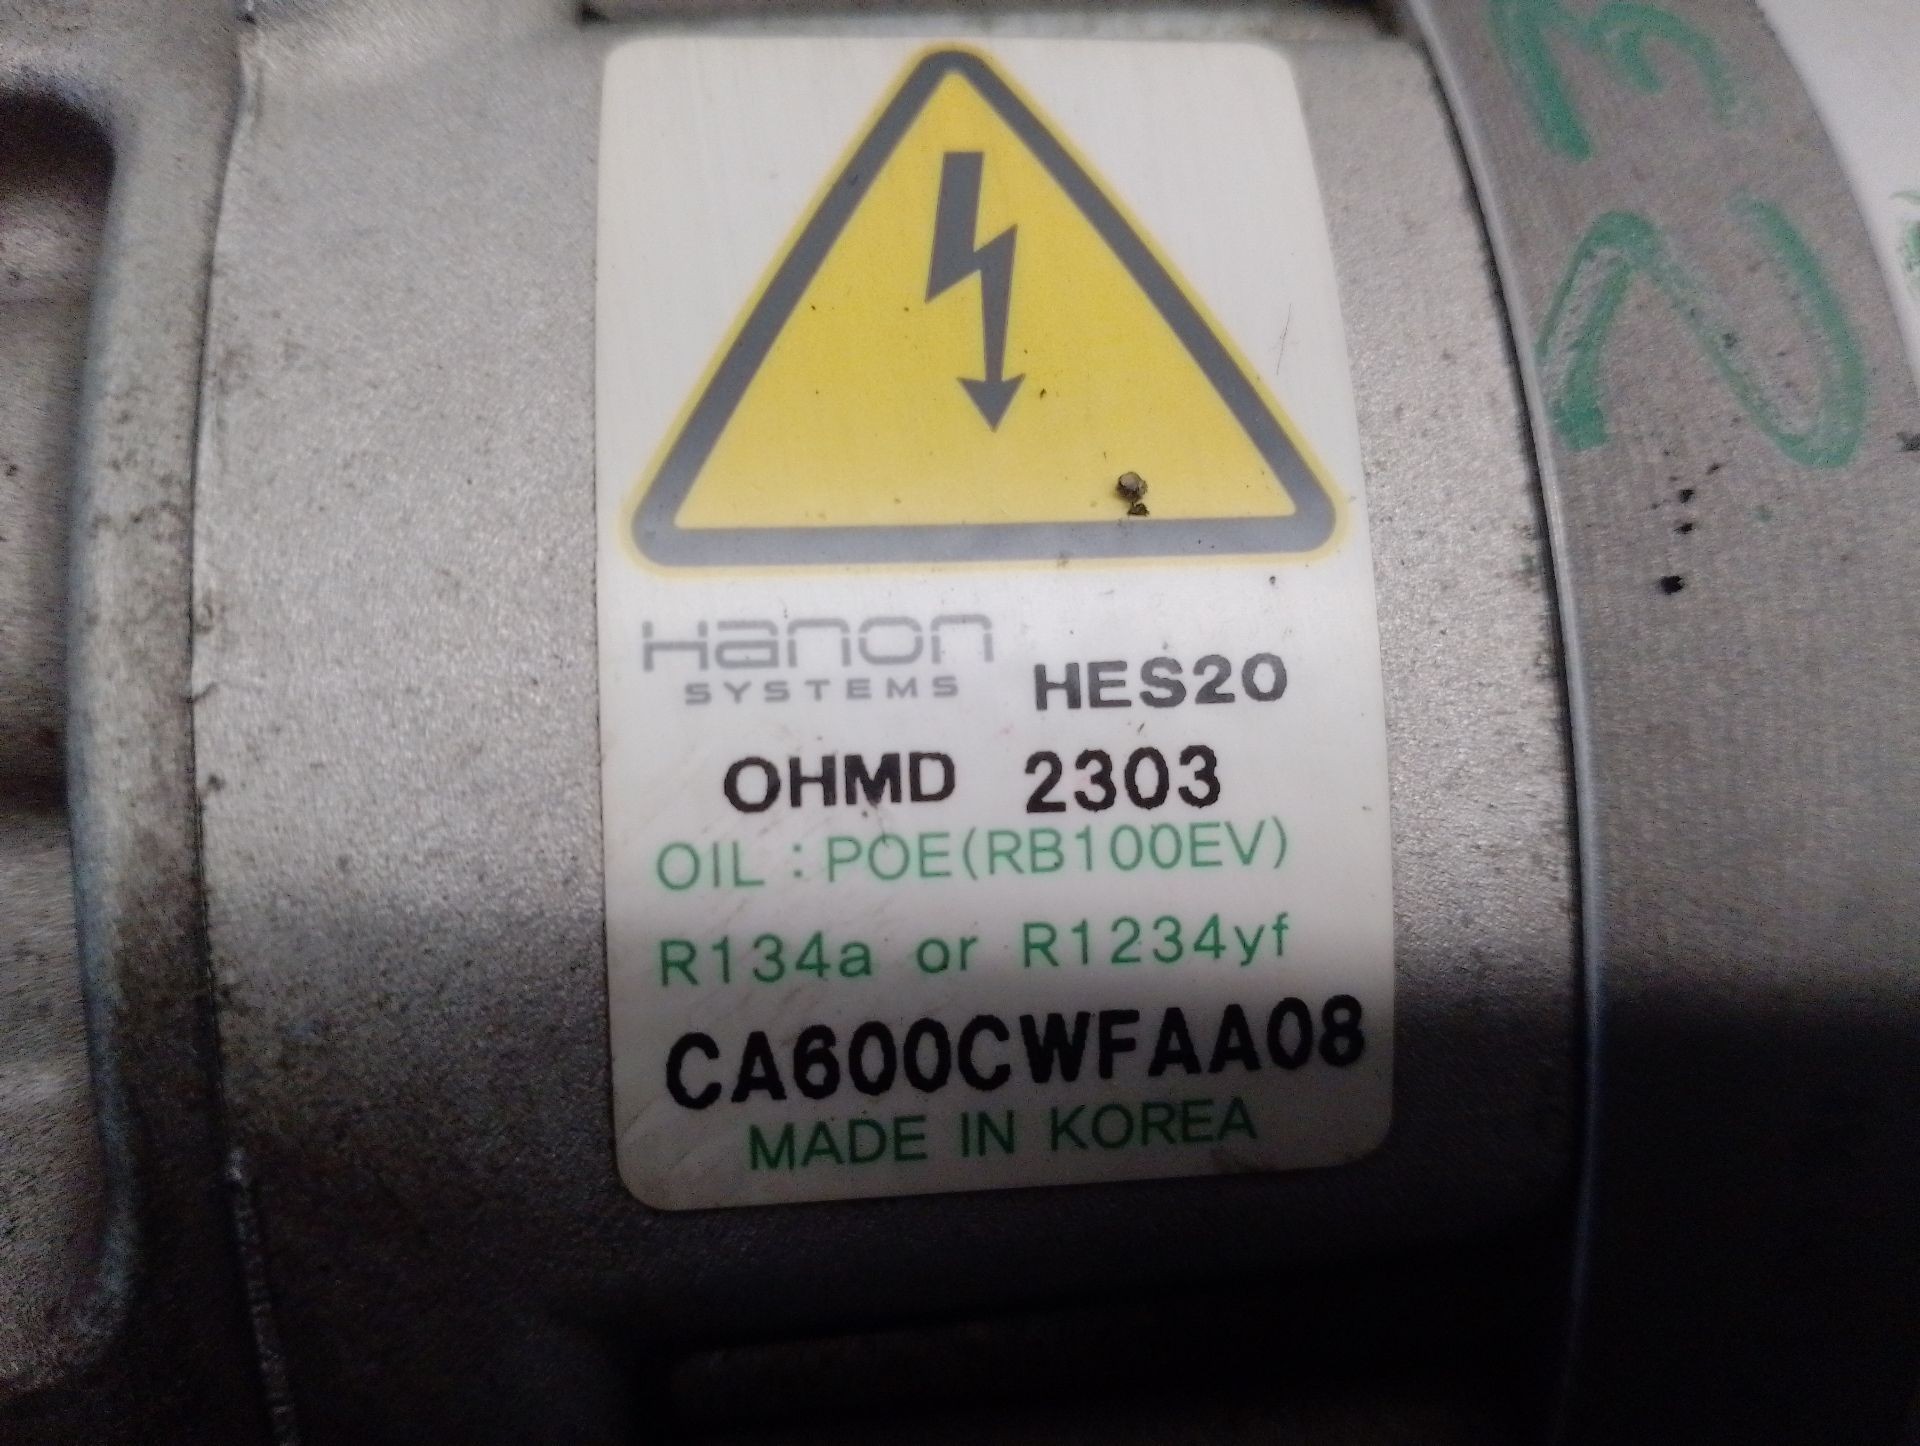 Hanon
SYSTEMS
HES20
OHMD 2303
OIL : POE(RB100EV)
R134a or R1234yf
CA600CWFAA08
MADE IN KOREA